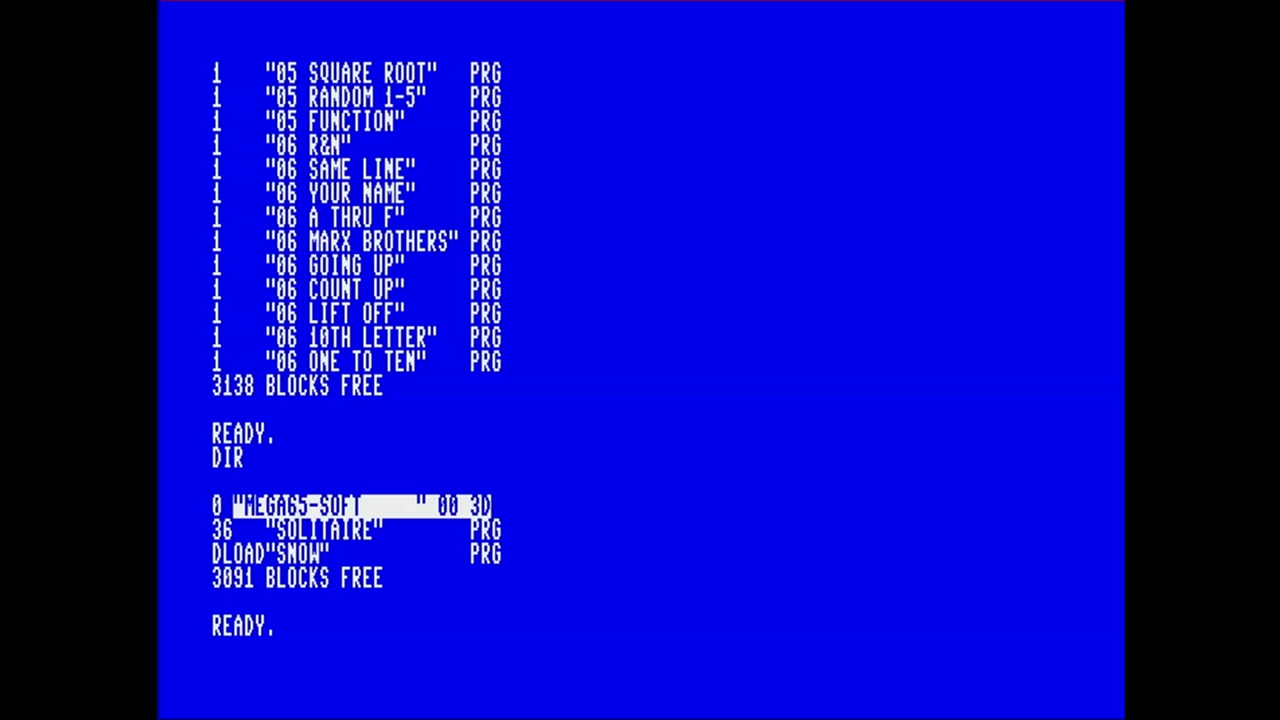 1    "05 SQUARE ROOT"   PRG
1    "05 RANDOM 1-5"    PRG
1    "05 FUNCTION"      PRG
1    "06 R&N"           PRG
1    "06 SAME LINE"     PRG
1    "06 YOUR NAME"     PRG
1    "06 A THRU F"      PRG
1    "06 MARX BROTHERS" PRG
1    "06 GOING UP"      PRG
1    "06 COUNT UP"      PRG
1    "06 LIFT OFF"      PRG
1    "06 10TH LETTER"   PRG
1    "06 ONE TO TEN"    PRG
3138 BLOCKS FREE
READY.
DIR
0 "MEGA65-SOFT     " 00 3D
36   "SOLITAIRE"        PRG
DLOAD"SNOW"             PRG
3091 BLOCKS FREE
READY.